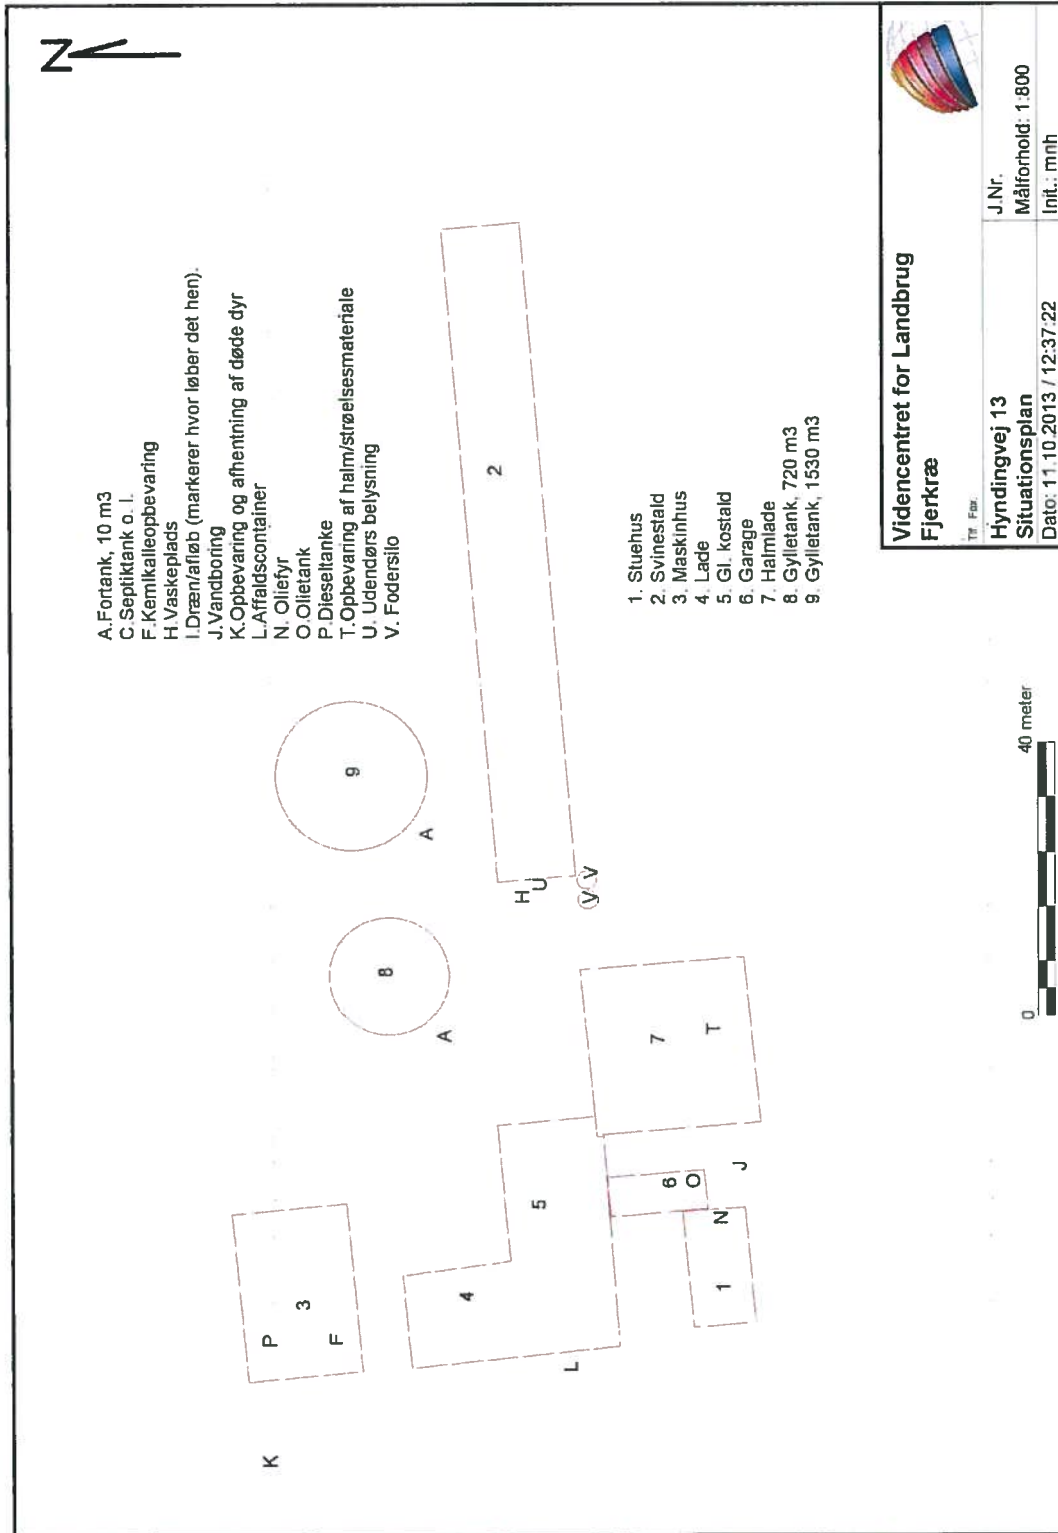 N
A.Fortank, 10 m3
C.Septiktank o. l.
F.Kemikalleopbevaring
H.Vaskeplads
I.Dræn/afløb (markerer hvor løber det hen).
J.Vandboring
K.Opbevaring og afhentning af døde dyr
L.Affaldscontainer
N. Oliefyr
O.Olietank
P.Dieseltanke
T.Opbevaring af halm/strøelsesmateriale
U. Udendørs belysning
V. Fodersilo
K
P
3
F
9
A
8
A
4
5
L
2
H
U
V V
7
T
6
O
J
N
1
1. Stuehus
2. Svinestald
3. Maskinhus
4. Lade
5. Gl. kostald
6. Garage
7. Halmlade
8. Gylletank, 720 m3
9. Gylletank, 1530 m3
0 40 meter
Videncentret for Landbrug
Fjerkræ
Tlf. Fax:
Hyndingvej 13
Situationsplan
J.Nr.
Målforhold: 1:800
Dato: 11.10.2013 / 12:37:22
Init.: mnh